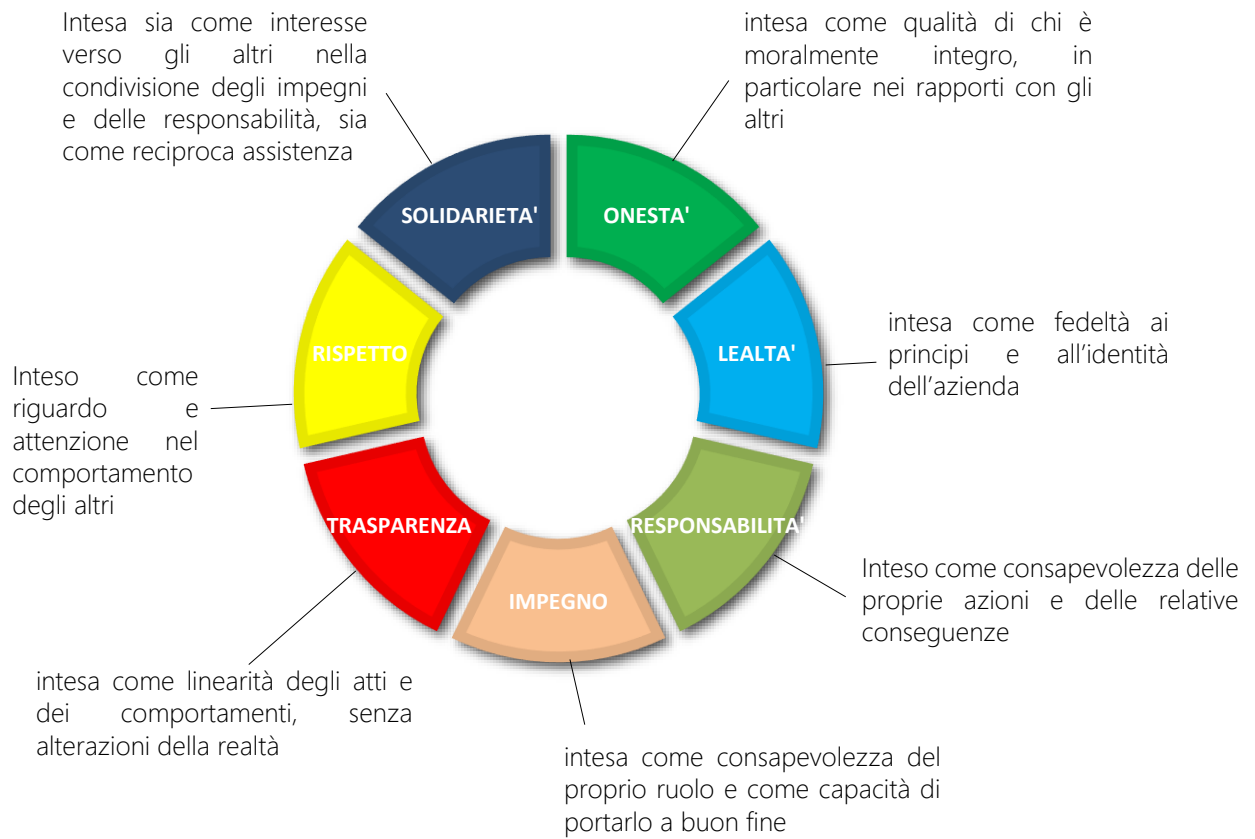 Intesa sia come interesse
verso gli altri nella
condivisione degli impegni
e delle responsabilità, sia
come reciproca assistenza
intesa come qualità di chi è
moralmente integro, in
particolare nei rapporti con gli
altri
SOLIDARIETA'
ONESTA'
RISPETTO
LEALTA'
intesa come fedeltà ai
principi e all’identità
dell’azienda
Inteso come
riguardo e
attenzione nel
comportamento
degli altri
TRASPARENZA
RESPONSABILITA'
IMPEGNO
Inteso come consapevolezza delle
proprie azioni e delle relative
conseguenze
intesa come linearità degli atti e
dei comportamenti, senza
alterazioni della realtà
intesa come consapevolezza del
proprio ruolo e come capacità di
portarlo a buon fine